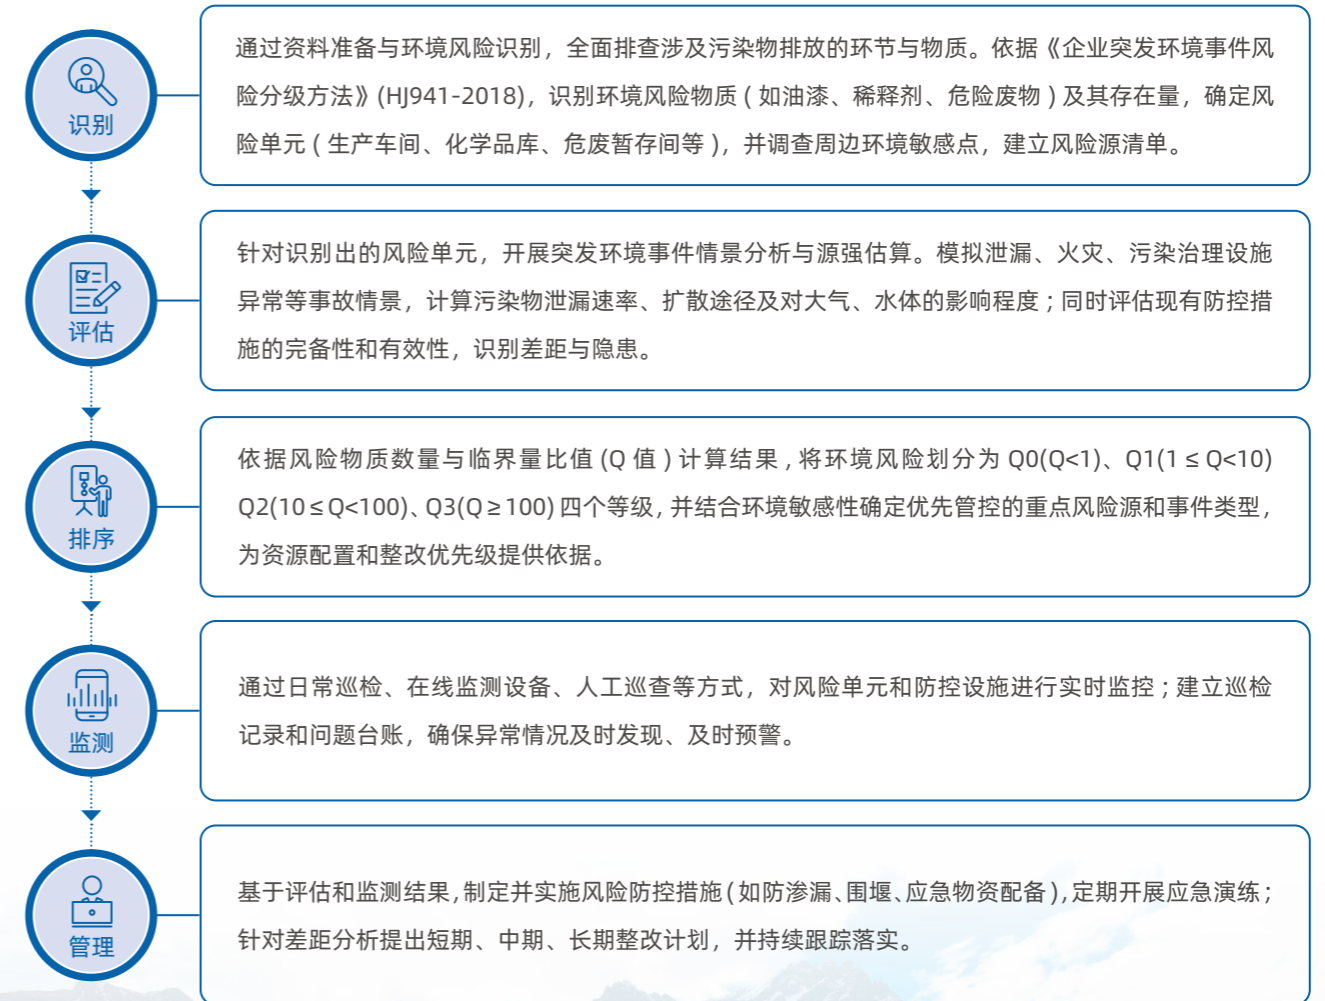 识别
通过资料准备与环境风险识别，全面排查涉及污染物排放的环节与物质。依据《企业突发环境事件风
险分级方法》(HJ941-2018)，识别环境风险物质 ( 如油漆、稀释剂、危险废物 ) 及其存在量，确定风
险单元 ( 生产车间、化学品库、危废暂存间等 )，并调查周边环境敏感点，建立风险源清单。
评估
针对识别出的风险单元，开展突发环境事件情景分析与源强估算。模拟泄漏、火灾、污染治理设施
异常等事故情景，计算污染物泄漏速率、扩散途径及对大气、水体的影响程度；同时评估现有防控措
施的完备性和有效性，识别差距与隐患。
排序
依据风险物质数量与临界量比值 (Q 值 ) 计算结果 , 将环境风险划分为 Q0(Q<1)、Q1(1 ≤ Q<10)
Q2(10 ≤ Q<100)、Q3(Q ≥ 100) 四个等级，并结合环境敏感性确定优先管控的重点风险源和事件类型，
为资源配置和整改优先级提供依据。
监测
通过日常巡检、在线监测设备、人工巡查等方式，对风险单元和防控设施进行实时监控；建立巡检
记录和问题台账，确保异常情况及时发现、及时预警。
管理
基于评估和监测结果，制定并实施风险防控措施 ( 如防渗漏、围堰、应急物资配备 )，定期开展应急演练；
针对差距分析提出短期、中期、长期整改计划，并持续跟踪落实。